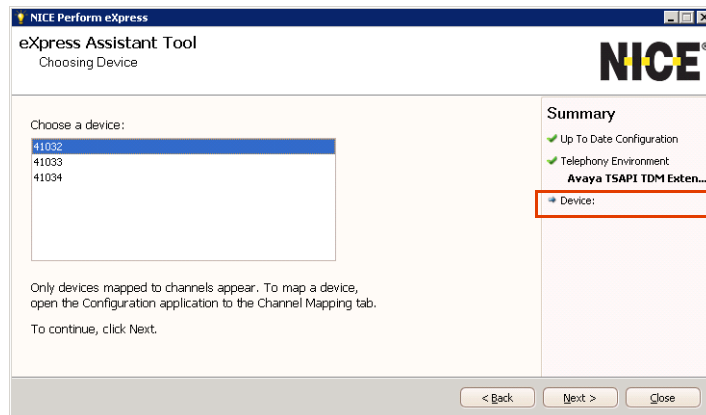 NICE Perform eXpress
eXpress Assistant Tool
Choosing Device
NICE®
Choose a device:
41032
41033
41034
Only devices mapped to channels appear. To map a device,
open the Configuration application to the Channel Mapping tab.
To continue, click Next.
Summary
Up To Date Configuration
Telephony Environment
Avaya TSAPI TDM Exten...
Device:
< Back
Next >
Close